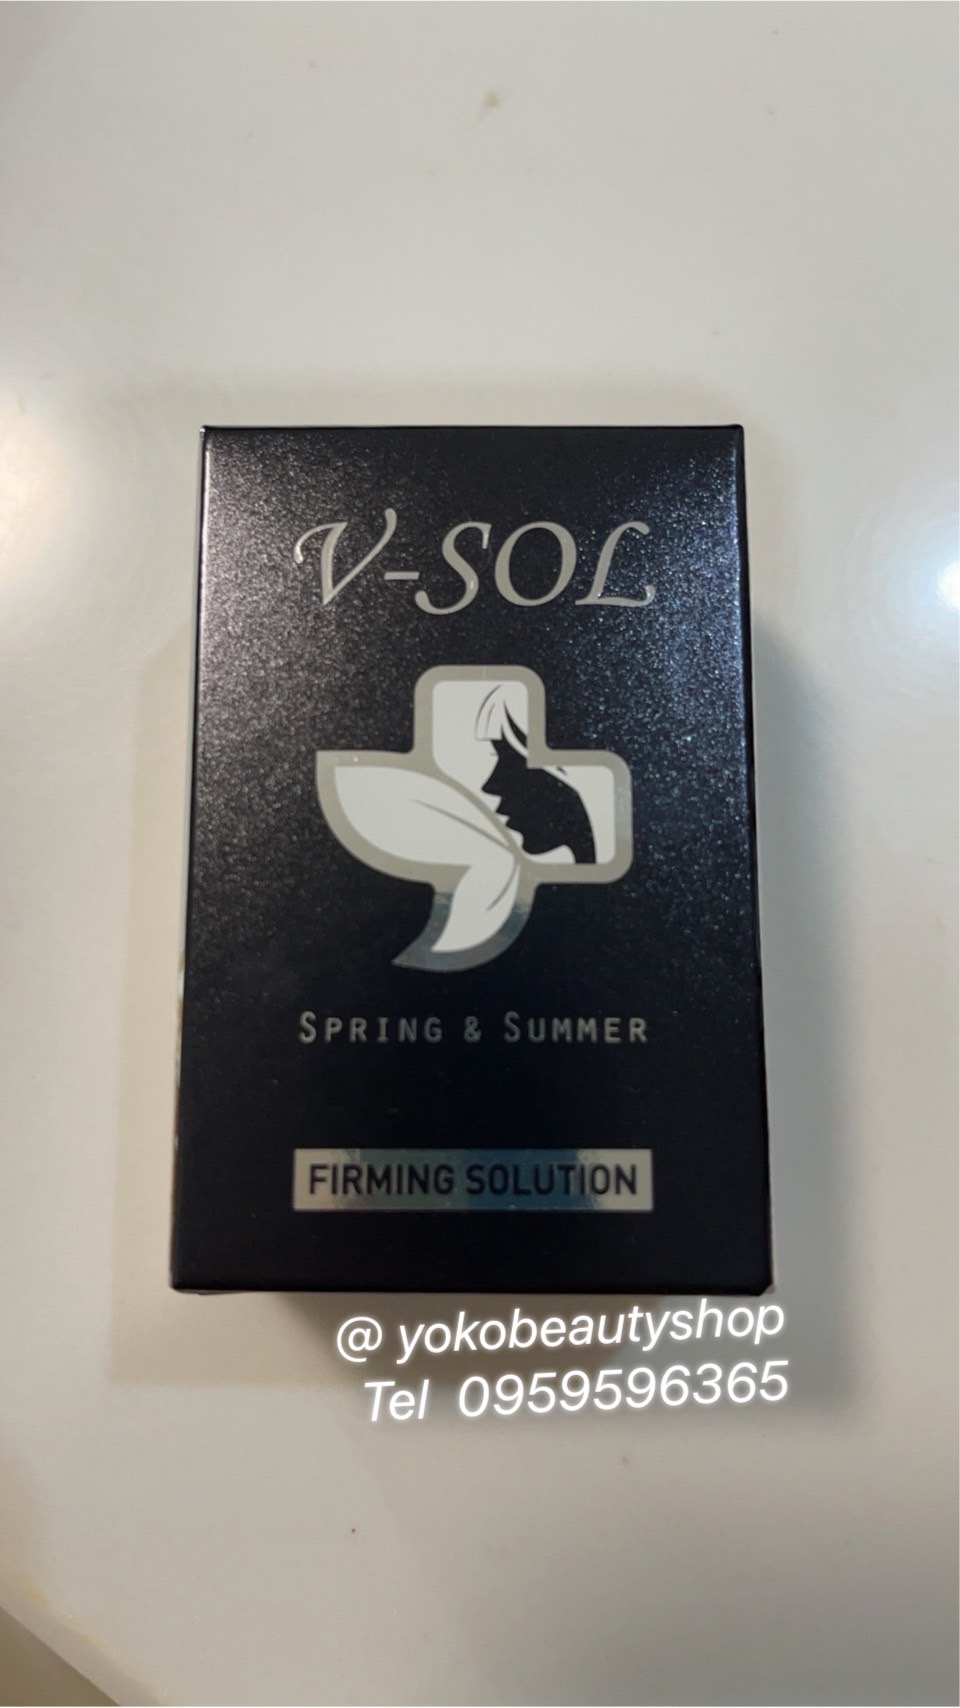 V-SOL
SPRING & SUMMER
FIRMING SOLUTION
@ yokobeautyshop
Tel 0959596365